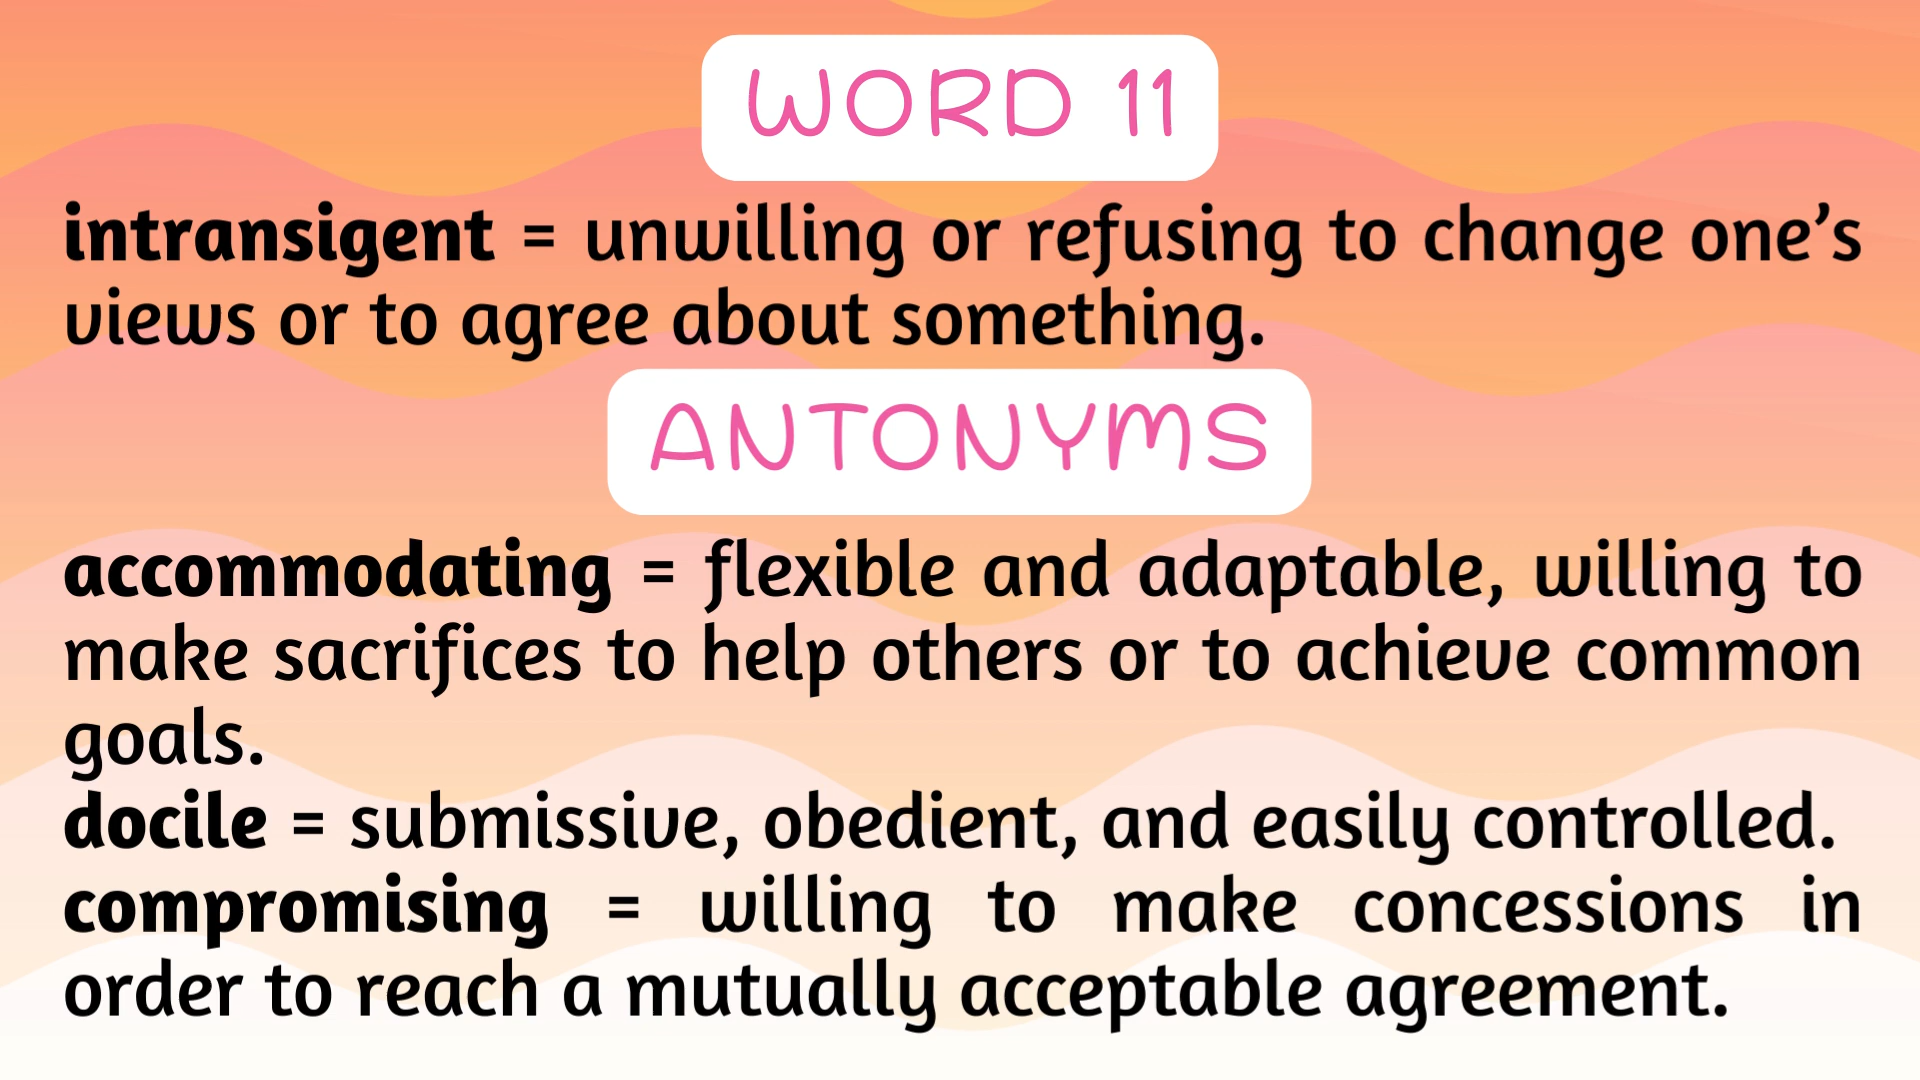 WORD 11
intransigent = unwilling or refusing to change one’s
views or to agree about something.
ANTONYMS
accommodating = flexible and adaptable, willing to
make sacrifices to help others or to achieve common
goals.
docile = submissive, obedient, and easily controlled.
compromising = willing to make concessions in
order to reach a mutually acceptable agreement.